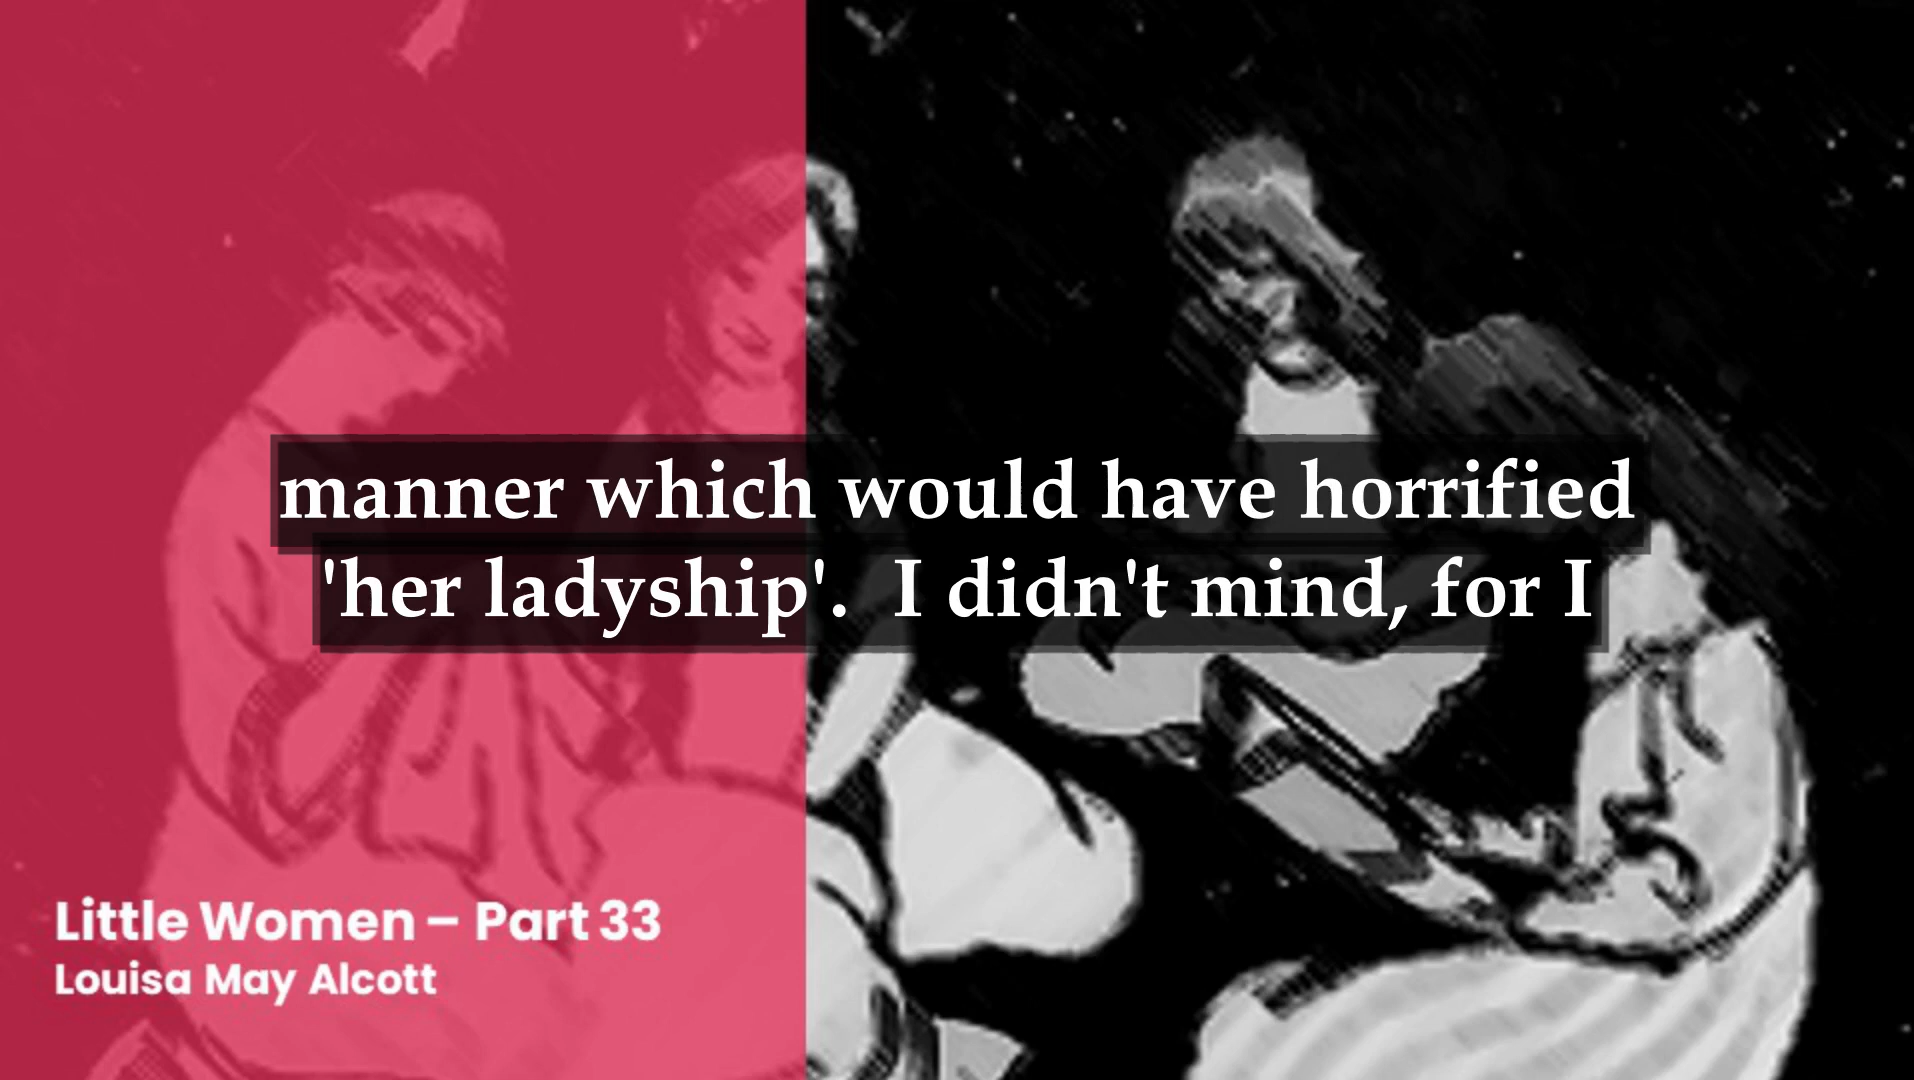 manner which would have horrified
'her ladyship'.  I didn't mind, for I
Little Women – Part 33
Louisa May Alcott